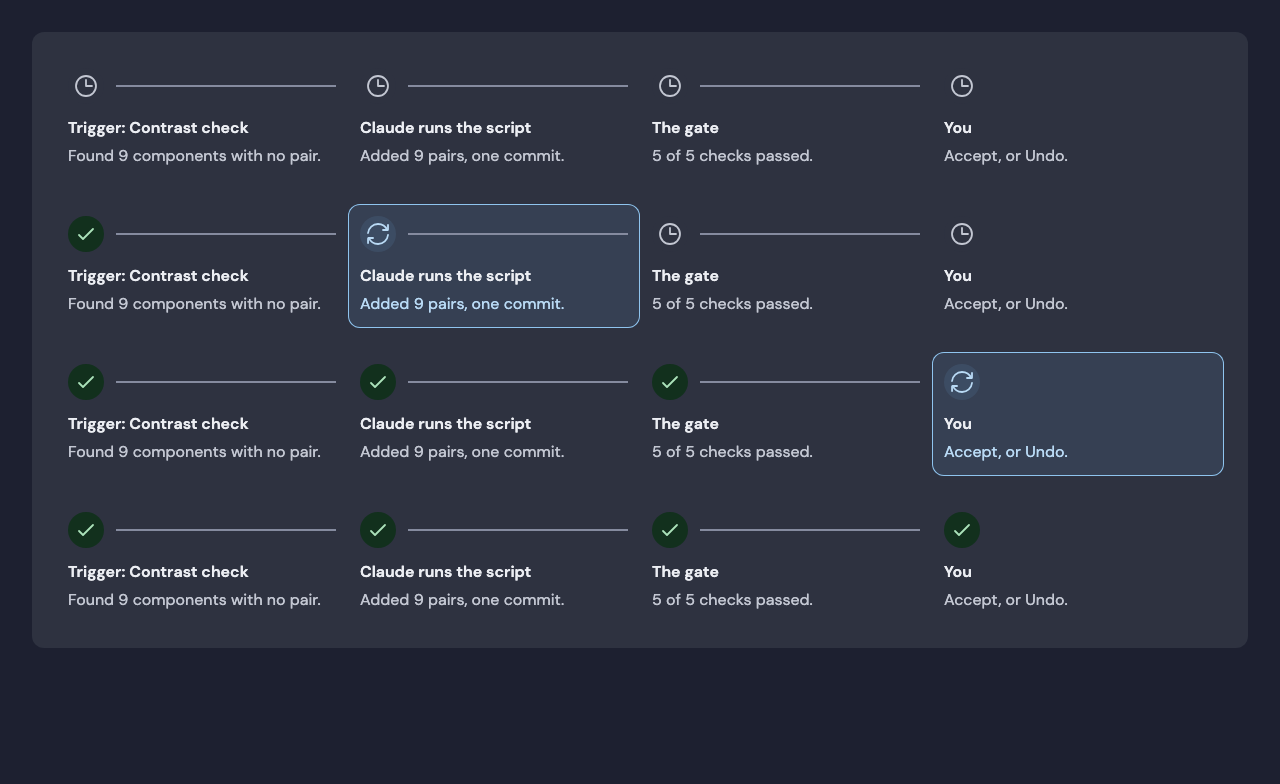 Trigger: Contrast check
Found 9 components with no pair.
Claude runs the script
Added 9 pairs, one commit.
The gate
5 of 5 checks passed.
You
Accept, or Undo.
Trigger: Contrast check
Found 9 components with no pair.
Claude runs the script
Added 9 pairs, one commit.
The gate
5 of 5 checks passed.
You
Accept, or Undo.
Trigger: Contrast check
Found 9 components with no pair.
Claude runs the script
Added 9 pairs, one commit.
The gate
5 of 5 checks passed.
You
Accept, or Undo.
Trigger: Contrast check
Found 9 components with no pair.
Claude runs the script
Added 9 pairs, one commit.
The gate
5 of 5 checks passed.
You
Accept, or Undo.